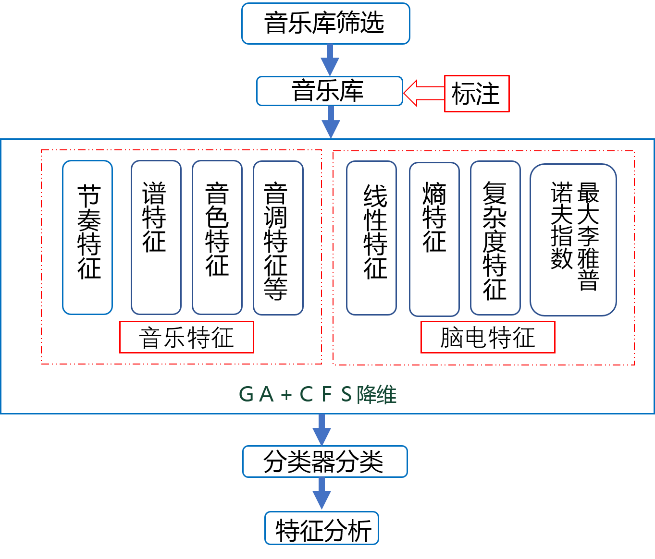 音乐库筛选
音乐库
标注
节奏特征
谱特征
音色特征
音调特征等
线性特征
熵特征
复杂度特征
最大李雅普
诺夫指数
音乐特征
脑电特征
GA+CFS降维
分类器分类
特征分析